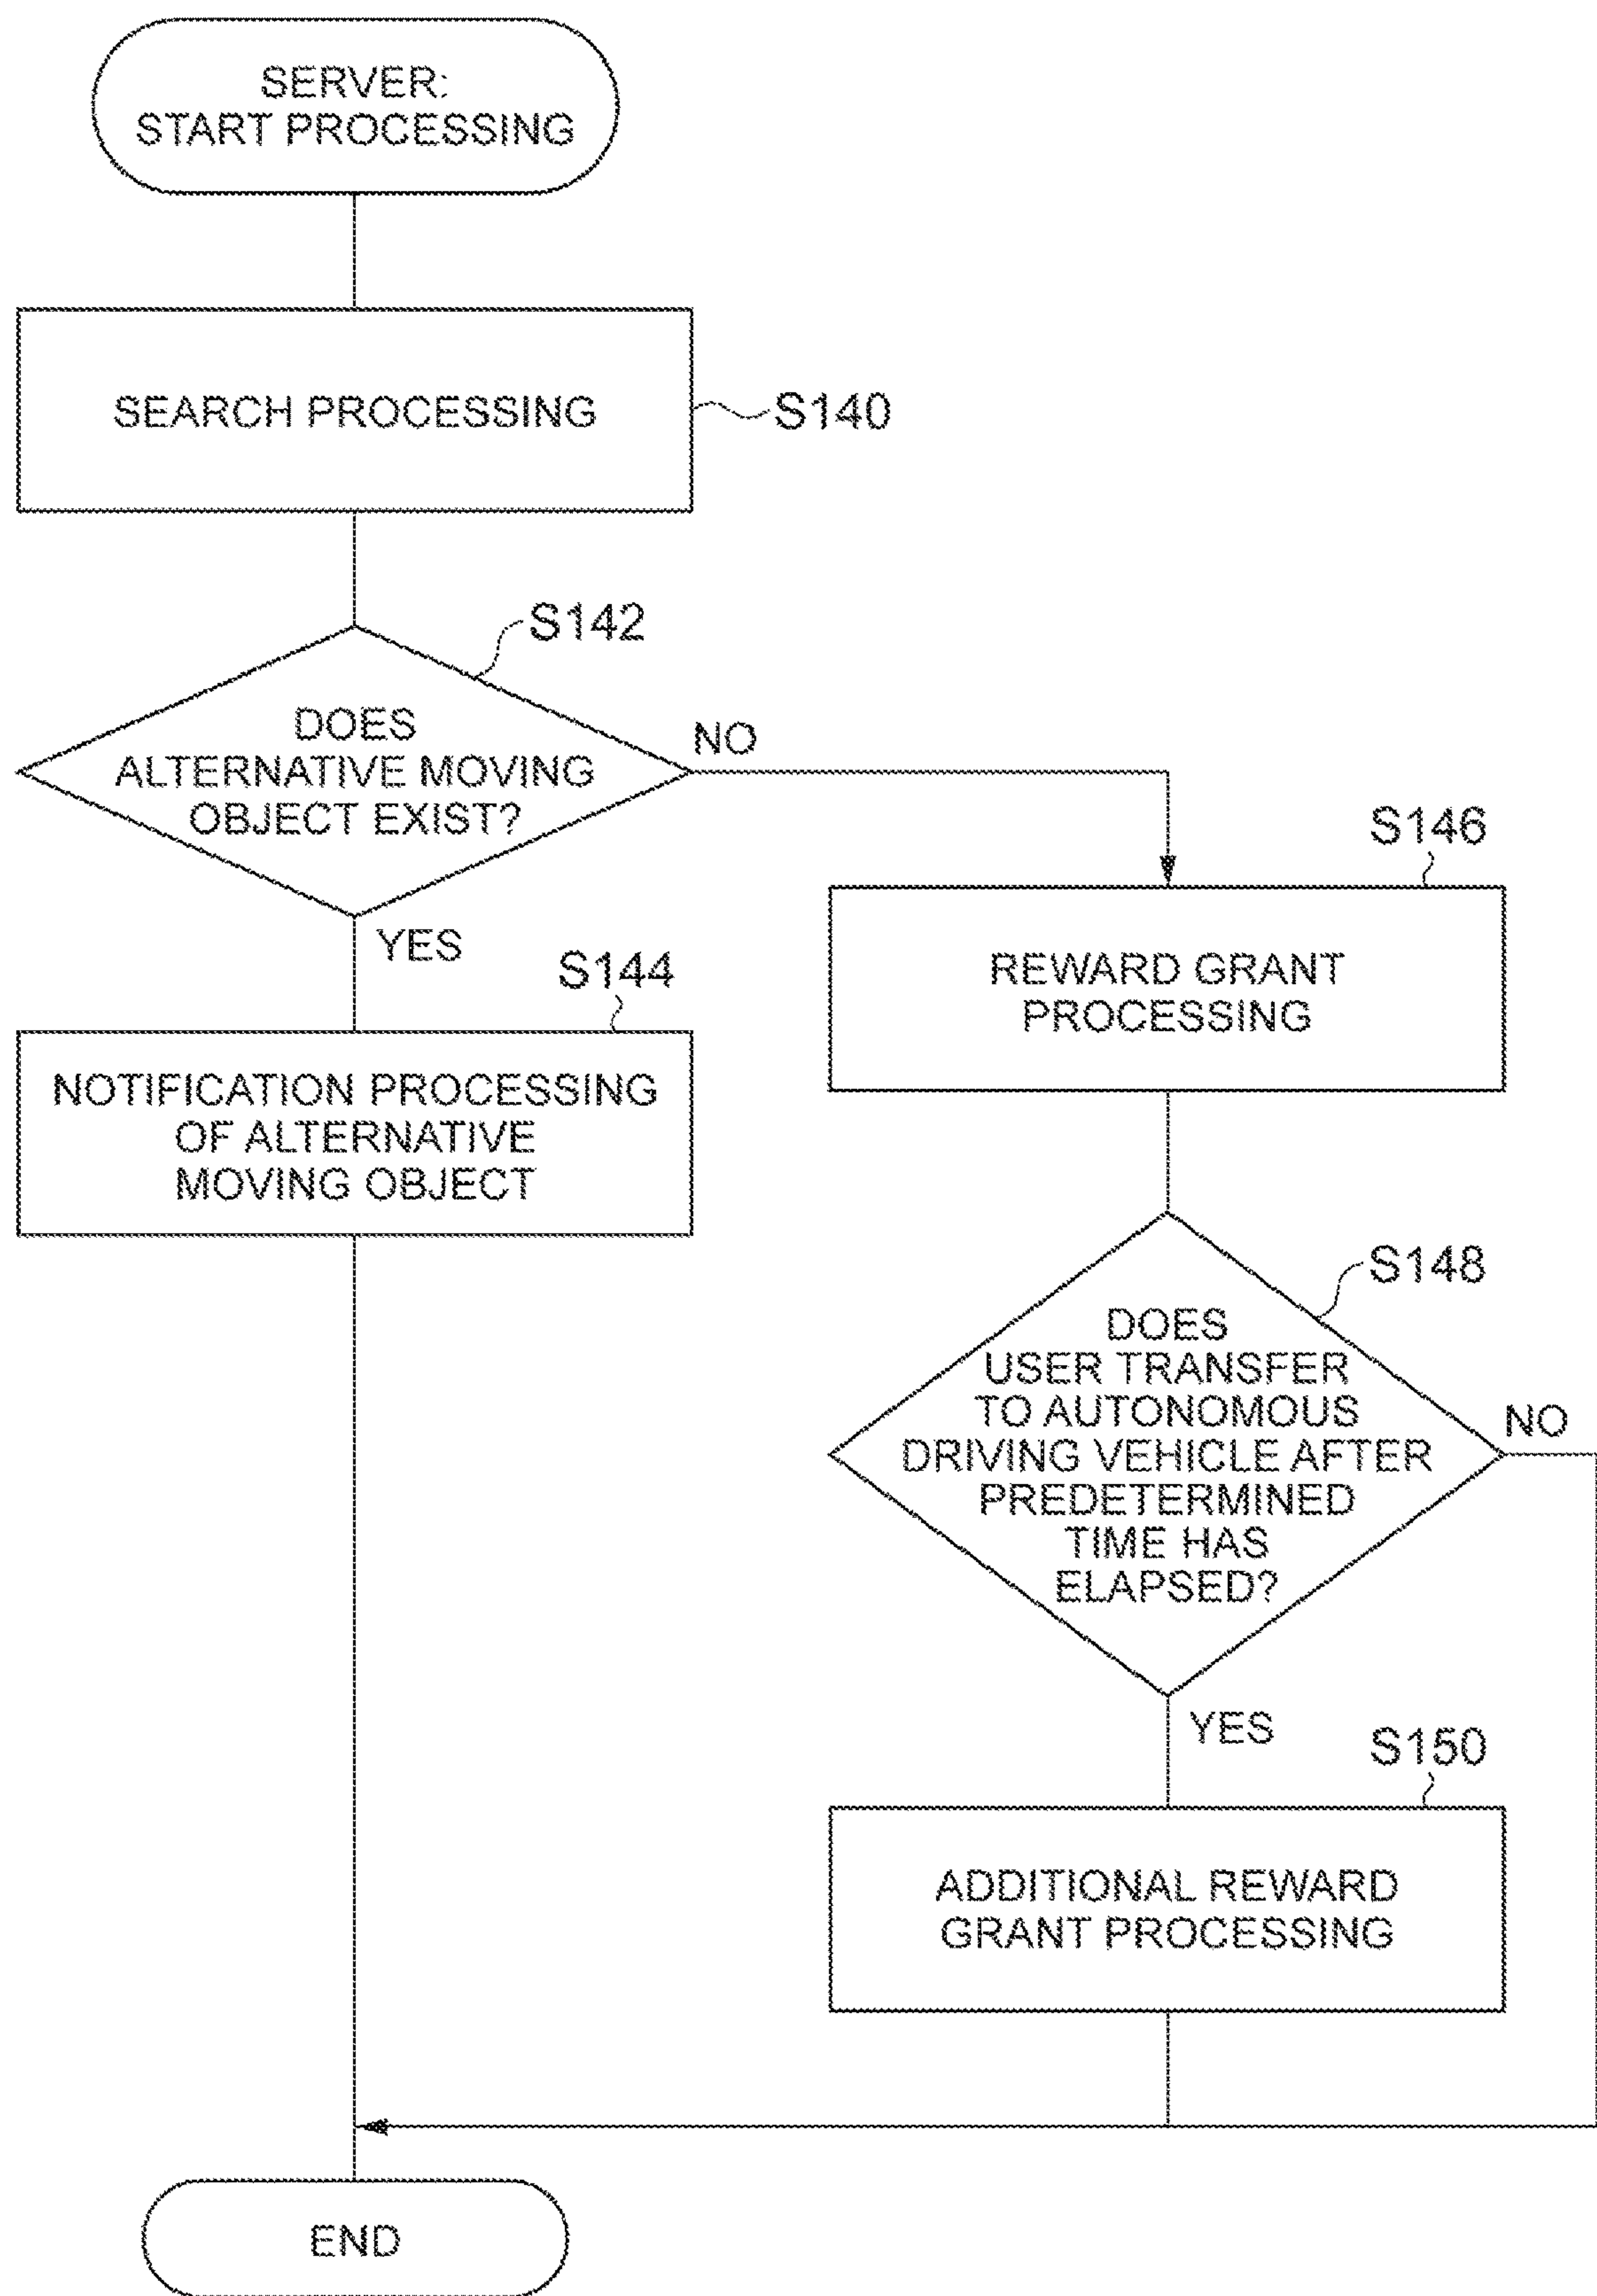 SERVER:
START PROCESSING
SEARCH PROCESSING
S140
S142
DOES
ALTERNATIVE MOVING
OBJECT EXIST?
NO
YES
S144
NOTIFICATION PROCESSING
OF ALTERNATIVE
MOVING OBJECT
S146
REWARD GRANT
PROCESSING
S148
DOES
USER TRANSFER
TO AUTONOMOUS
DRIVING VEHICLE AFTER
PREDETERMINED
TIME HAS
ELAPSED?
NO
YES
S150
ADDITIONAL REWARD
GRANT PROCESSING
END